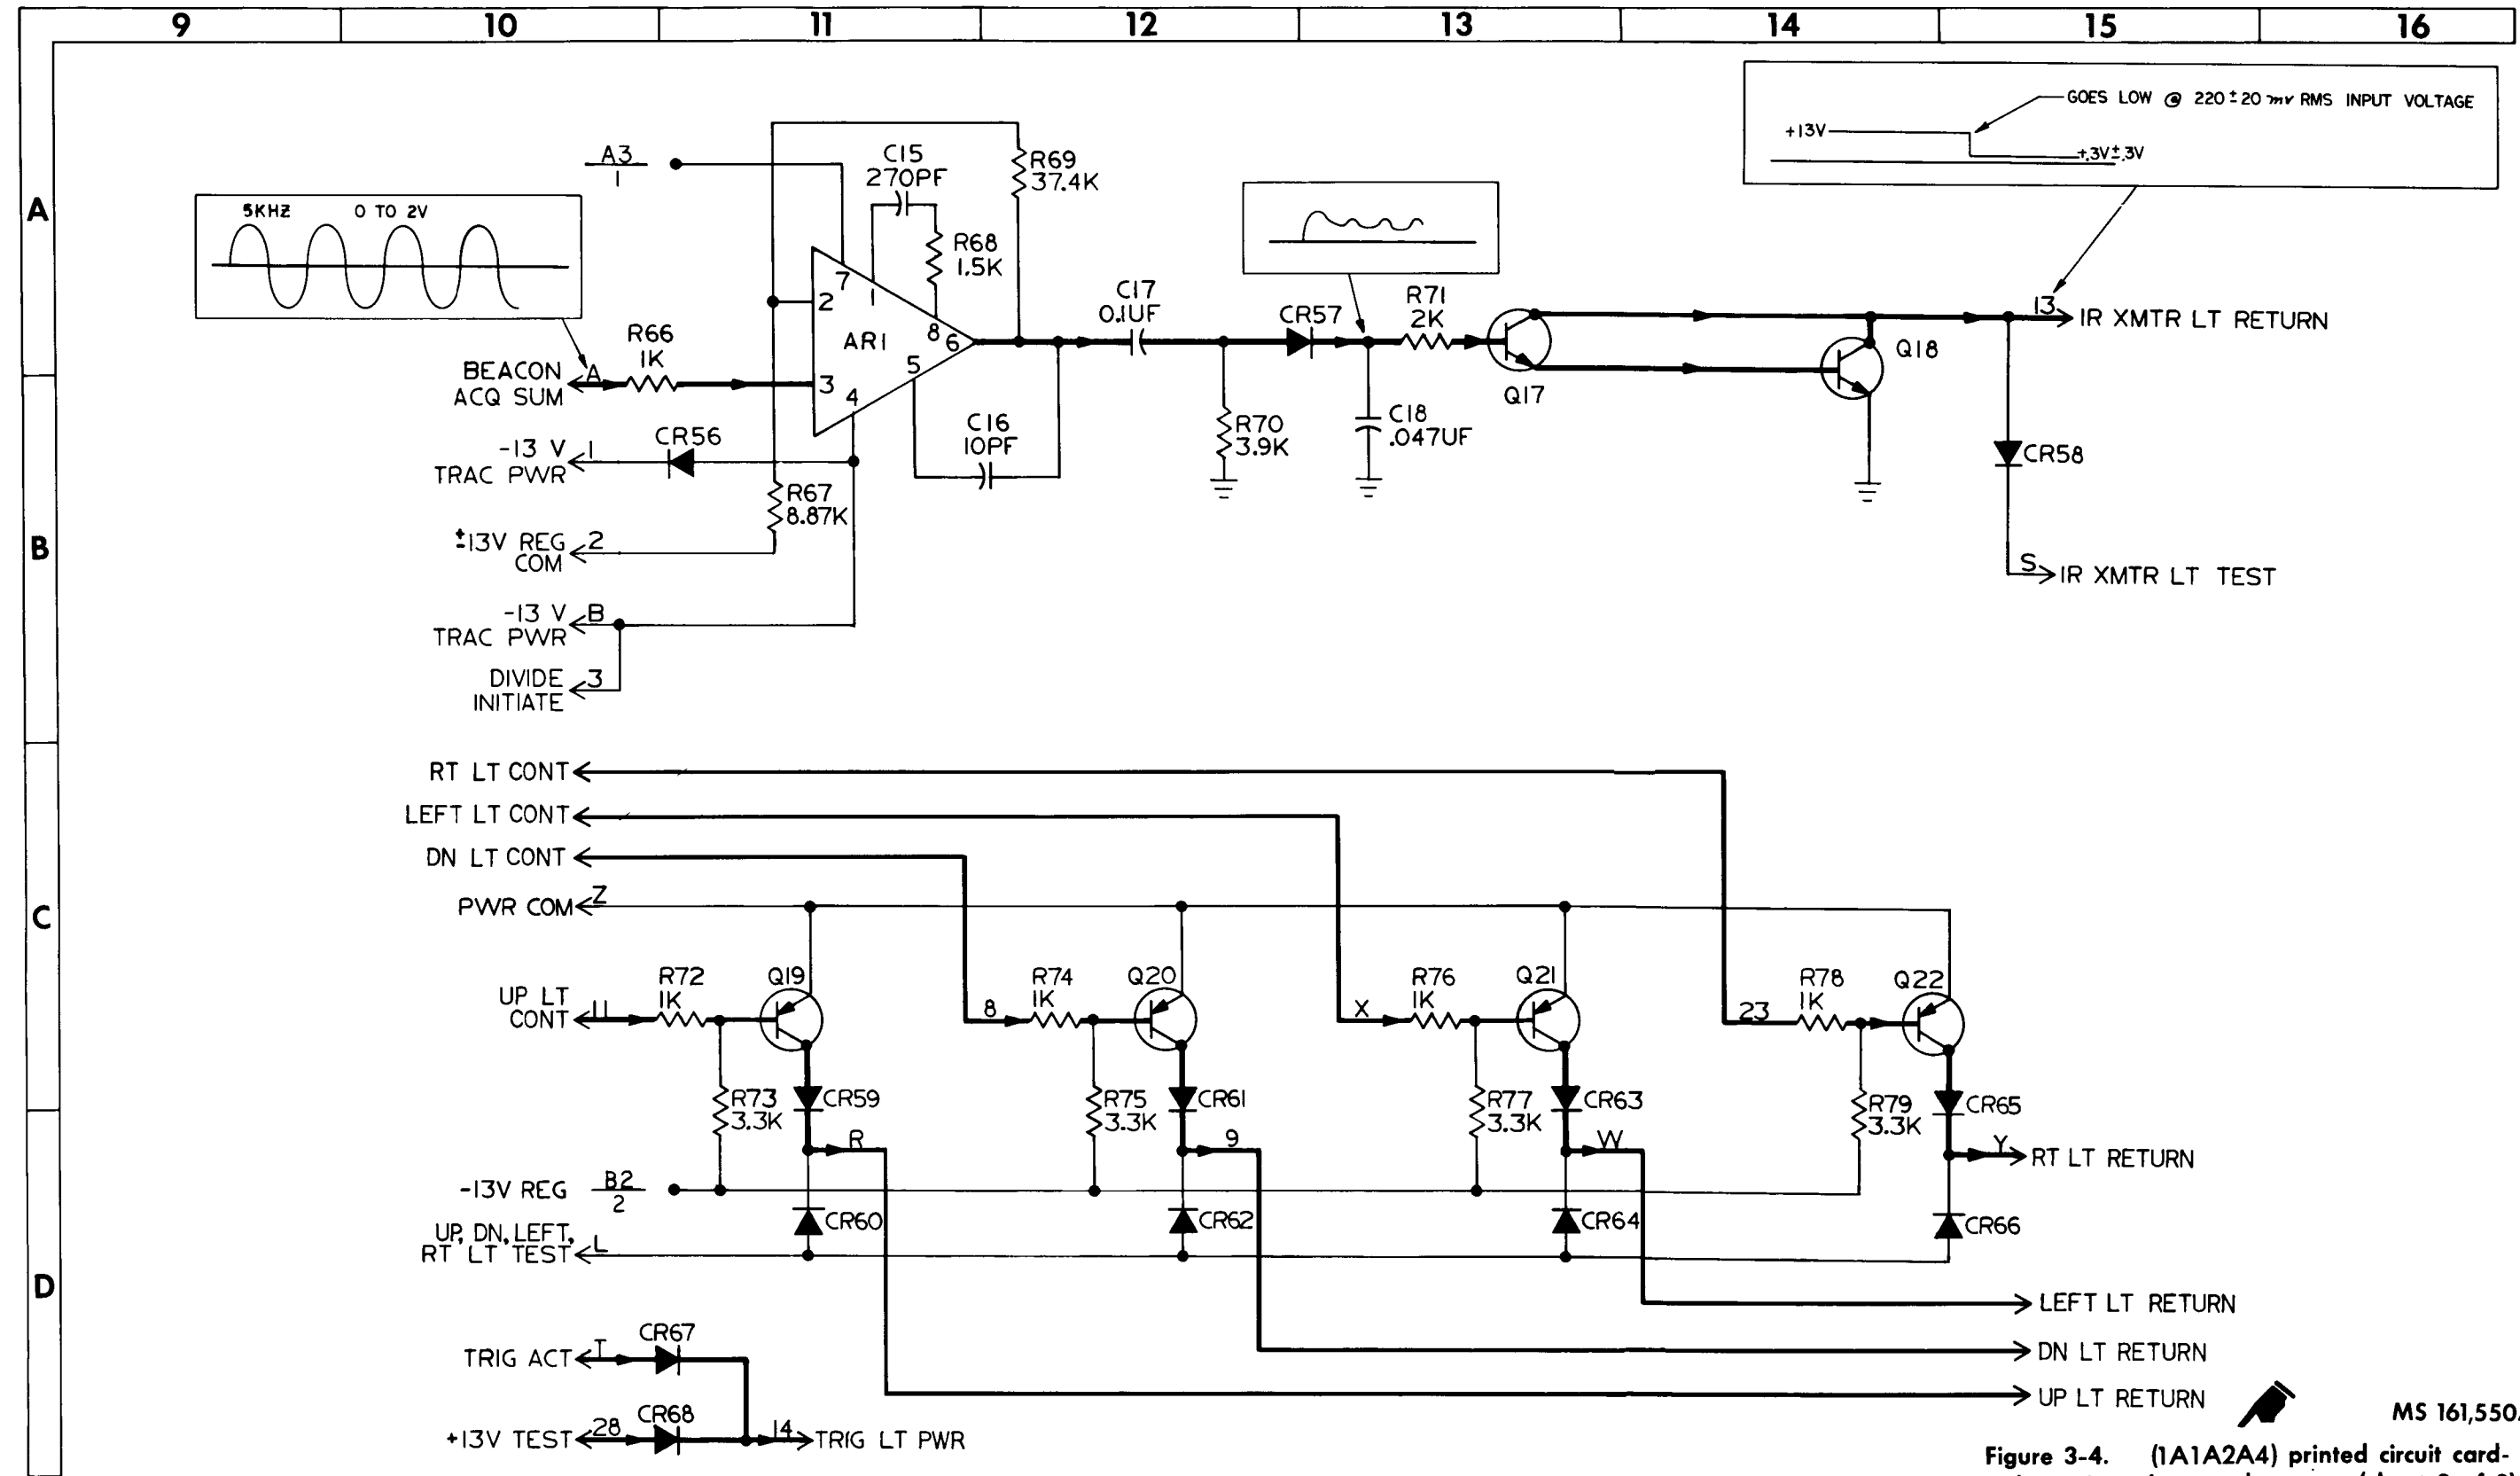 9 10 11 12 13 14 15 16
A
B
C
D
GOES LOW @ 220±20 mv RMS INPUT VOLTAGE
+13V
+.3V±.3V
A3
1
C15
270PF
R69
37.4K
5KHZ 0 TO 2V
R68
1.5K
7
1
2
8
6
AR1
5
3
4
R66
1K
BEACON
ACQ SUM
A
C17
0.1UF
CR57
R71
2K
13
IR XMTR LT RETURN
Q17
Q18
-13 V
TRAC PWR
1
CR56
C16
10PF
R70
3.9K
C18
.047UF
CR58
R67
8.87K
±13V REG
COM
2
S
IR XMTR LT TEST
-13 V
TRAC PWR
B
DIVIDE
INITIATE
3
RT LT CONT
LEFT LT CONT
DN LT CONT
PWR COM
Z
UP LT
CONT
U
R72
1K
Q19
8
R74
1K
Q20
X
R76
1K
Q21
23
R78
1K
Q22
R73
3.3K
CR59
R75
3.3K
CR61
R77
3.3K
CR63
R79
3.3K
CR65
R
9
W
Y
RT LT RETURN
-13V REG
B2
2
CR60
CR62
CR64
CR66
UP, DN, LEFT,
RT LT TEST
L
LEFT LT RETURN
TRIG ACT
T
CR67
DN LT RETURN
UP LT RETURN
+13V TEST
28
CR68
14
TRIG LT PWR
MS 161,550
Figure 3-4. (1A1A2A4) printed circuit card-